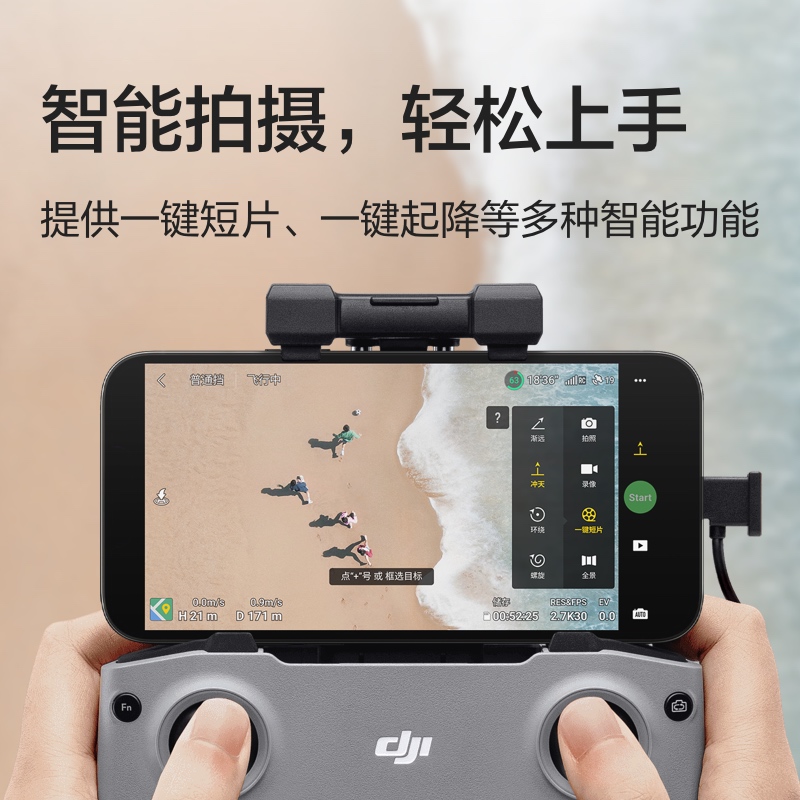 智能拍摄，轻松上手
提供一键短片、一键起降等多种智能功能
普通挡 飞行中 63 18'36" RC 19
? 渐远 拍照
冲天 录像
Start
环绕 一键短片
螺旋 全景
点“+”号 或 框选目标
0.0m/s 0.9m/s 储存 RES&FPS EV
H 21 m D 171 m 00:52:25 2.7K30 0.0
AUTO
Fn
dji